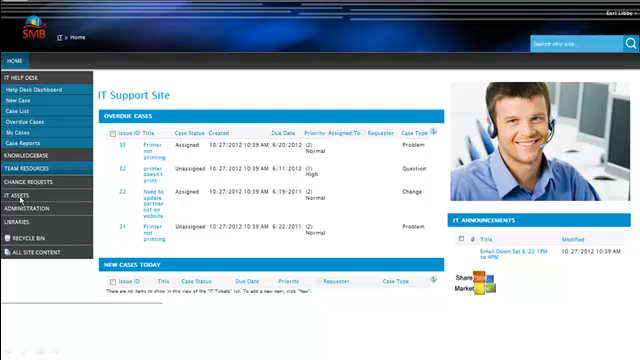 Earl Libby
SMB
IT > Home
Search this site...
HOME
IT HELP DESK
Help Desk Dashboard
New Case
Case List
Overdue Cases
My Cases
Case Reports
KNOWLEDGEBASE
TEAM RESOURCES
CHANGE REQUESTS
IT ASSETS
ADMINISTRATION
LIBRARIES
RECYCLE BIN
ALL SITE CONTENT
IT Support Site
OVERDUE CASES
Issue ID Title Case Status Created Due Date Priority Assigned To Requester Case Type
35 Printer not printing Assigned 10/27/2012 10:39 AM 6/20/2012 (2) Normal Problem
32 printer doesn't print Unassigned 10/27/2012 10:39 AM 6/11/2012 (1) High Question
22 Need to update partner list on website Assigned 10/27/2012 10:39 AM 6/19/2011 (2) Normal Change
21 Printer not printing Unassigned 10/27/2012 10:39 AM (2) Normal Problem
NEW CASES TODAY
Issue ID Title Case Status Due Date Priority Requester Case Type
There are no items to show in this view of the "IT Tickets" list. To add a new item, click "New".
IT ANNOUNCEMENTS
Title Modified
Email Down Sat 6/22 1PM to 4PM 10/27/2012 10:39 AM
Share
Market